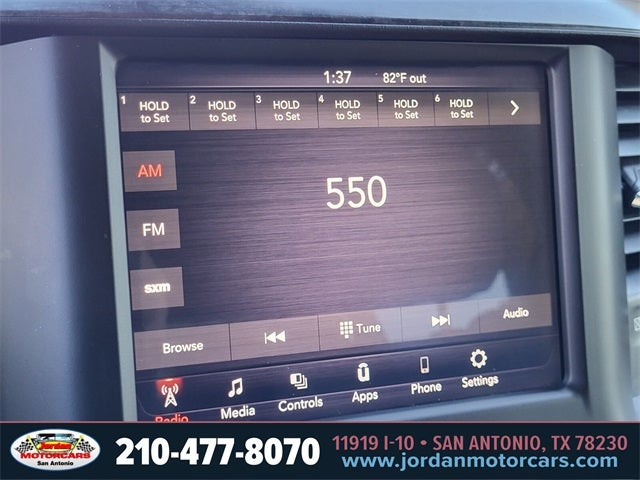 1:37 82°F out
1 HOLD to Set 2 HOLD to Set 3 HOLD to Set 4 HOLD to Set 5 HOLD to Set 6 HOLD to Set
AM
550
FM
sxm
Browse Tune Audio
Radio Media Controls Apps Phone Settings
Jordan
MOTORCARS
San Antonio
210-477-8070
11919 I-10 • SAN ANTONIO, TX 78230
www.jordanmotorcars.com